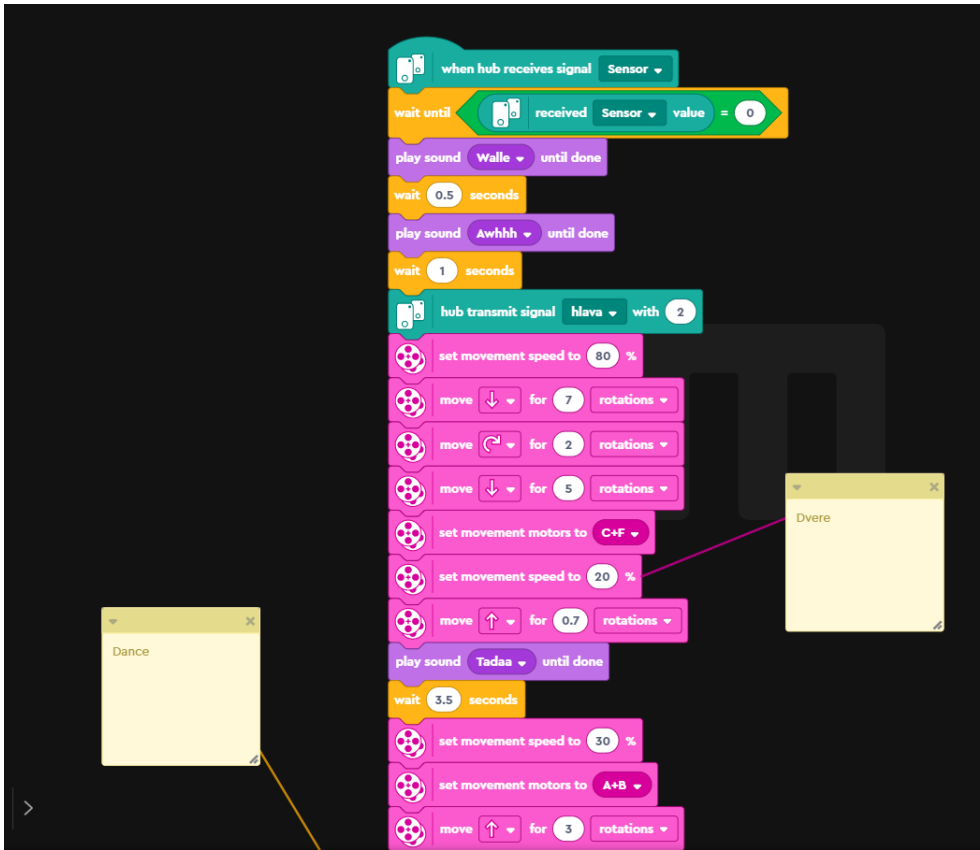 when hub receives signal Sensor
wait until received Sensor value = 0
play sound Walle until done
wait 0.5 seconds
play sound Awhhh until done
wait 1 seconds
hub transmit signal hlava with 2
set movement speed to 80 %
move for 7 rotations
move for 2 rotations
move for 5 rotations
set movement motors to C+F
set movement speed to 20 %
move for 0.7 rotations
play sound Tadaa until done
wait 3.5 seconds
set movement speed to 30 %
set movement motors to A+B
move for 3 rotations
Dvere
Dance